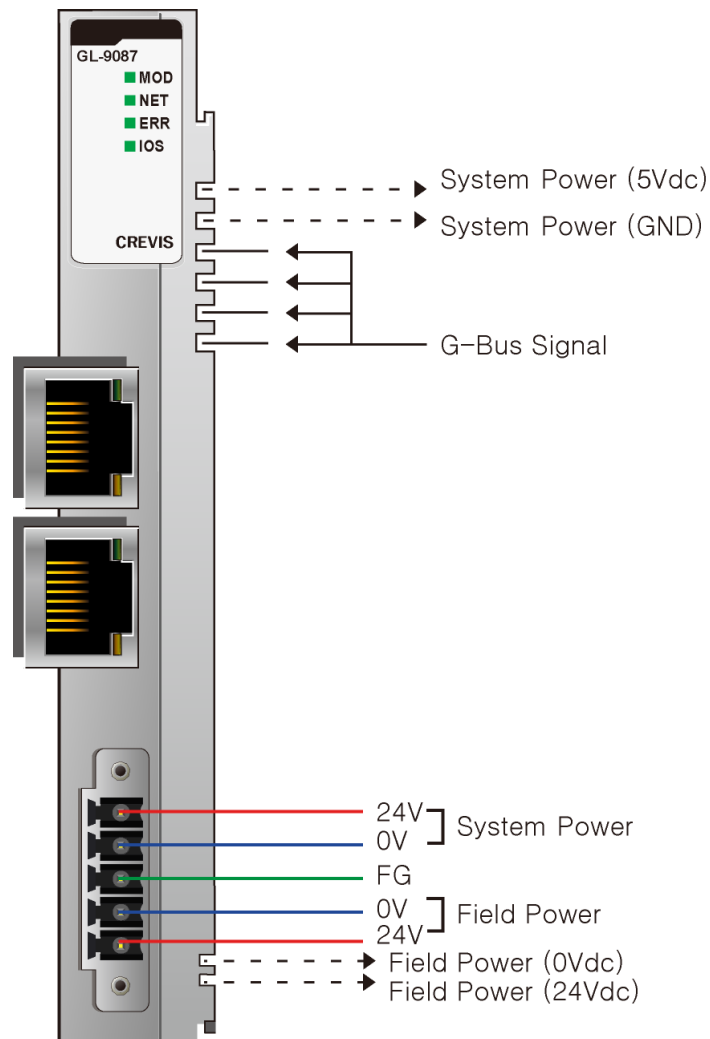 GL-9087
MOD
NET
ERR
IOS
CREVIS
System Power (5Vdc)
System Power (GND)
G-Bus Signal
24V
0V
System Power
FG
0V
24V
Field Power
Field Power (0Vdc)
Field Power (24Vdc)